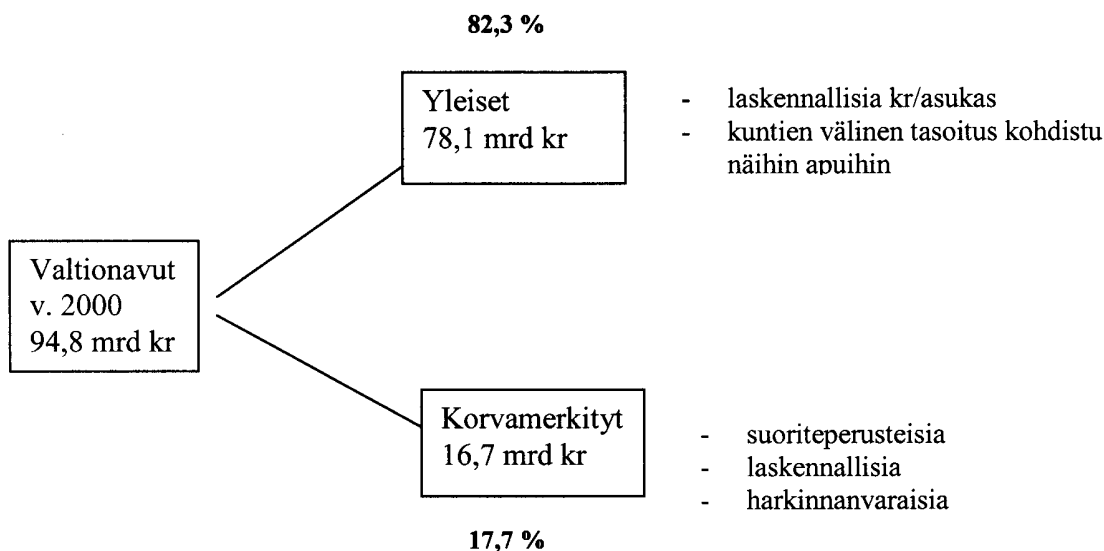 82,3 %
Yleiset
78,1 mrd kr
- laskennallisia kr/asukas
- kuntien välinen tasoitus kohdistu
näihin apuihin
Valtionavut
v. 2000
94,8 mrd kr
Korvamerkityt
16,7 mrd kr
- suoriteperusteisia
- laskennallisia
- harkinnanvaraisia
17,7 %